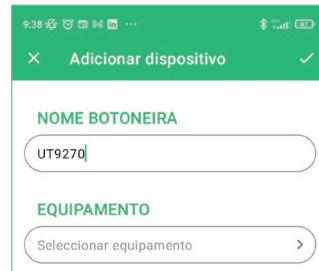 9:38
Adicionar dispositivo
NOME BOTONEIRA
UT9270
EQUIPAMENTO
Seleccionar equipamento